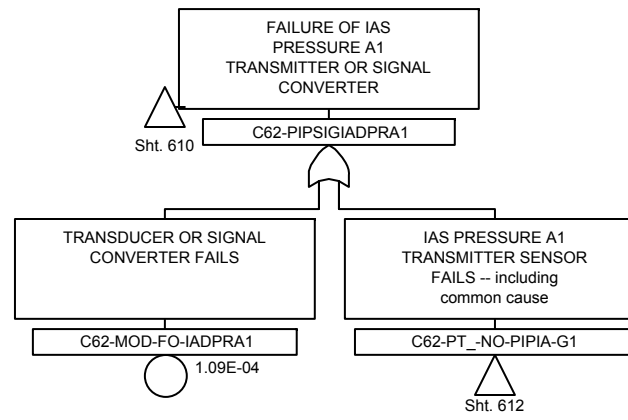 FAILURE OF IAS
PRESSURE A1
TRANSMITTER OR SIGNAL
CONVERTER
C62-PIPSIGIADPRA1
Sht. 610
TRANSDUCER OR SIGNAL
CONVERTER FAILS
C62-MOD-FO-IADPRA1
1.09E-04
IAS PRESSURE A1
TRANSMITTER SENSOR
FAILS -- including
common cause
C62-PT_-NO-PIPIA-G1
Sht. 612